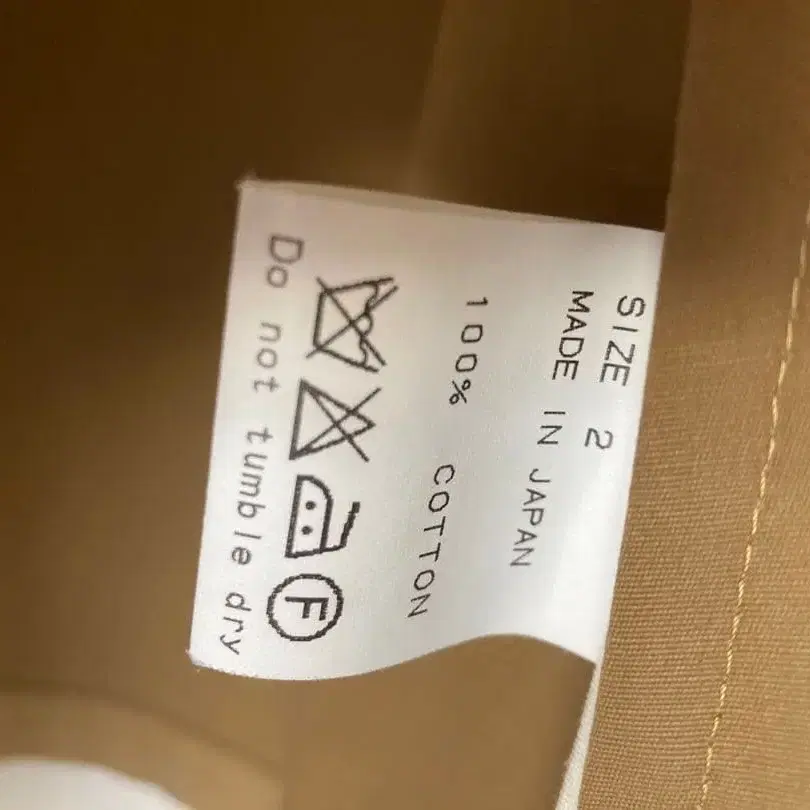 SIZE 2
MADE IN JAPAN
100% COTTON
F
Do not tumble dry